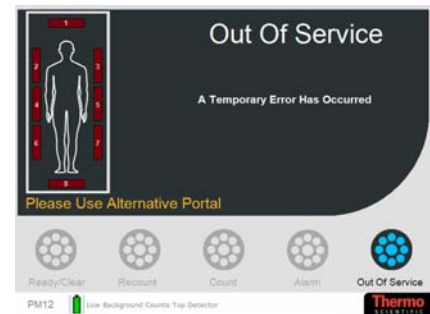 1
Out Of Service
2 3
A Temporary Error Has Occurred
4 5
6 7
8
Please Use Alternative Portal
Ready/Clear Recount Count Alarm Out Of Service
PM12 Low Background Counts Top Detector
Thermo
SCIENTIFIC